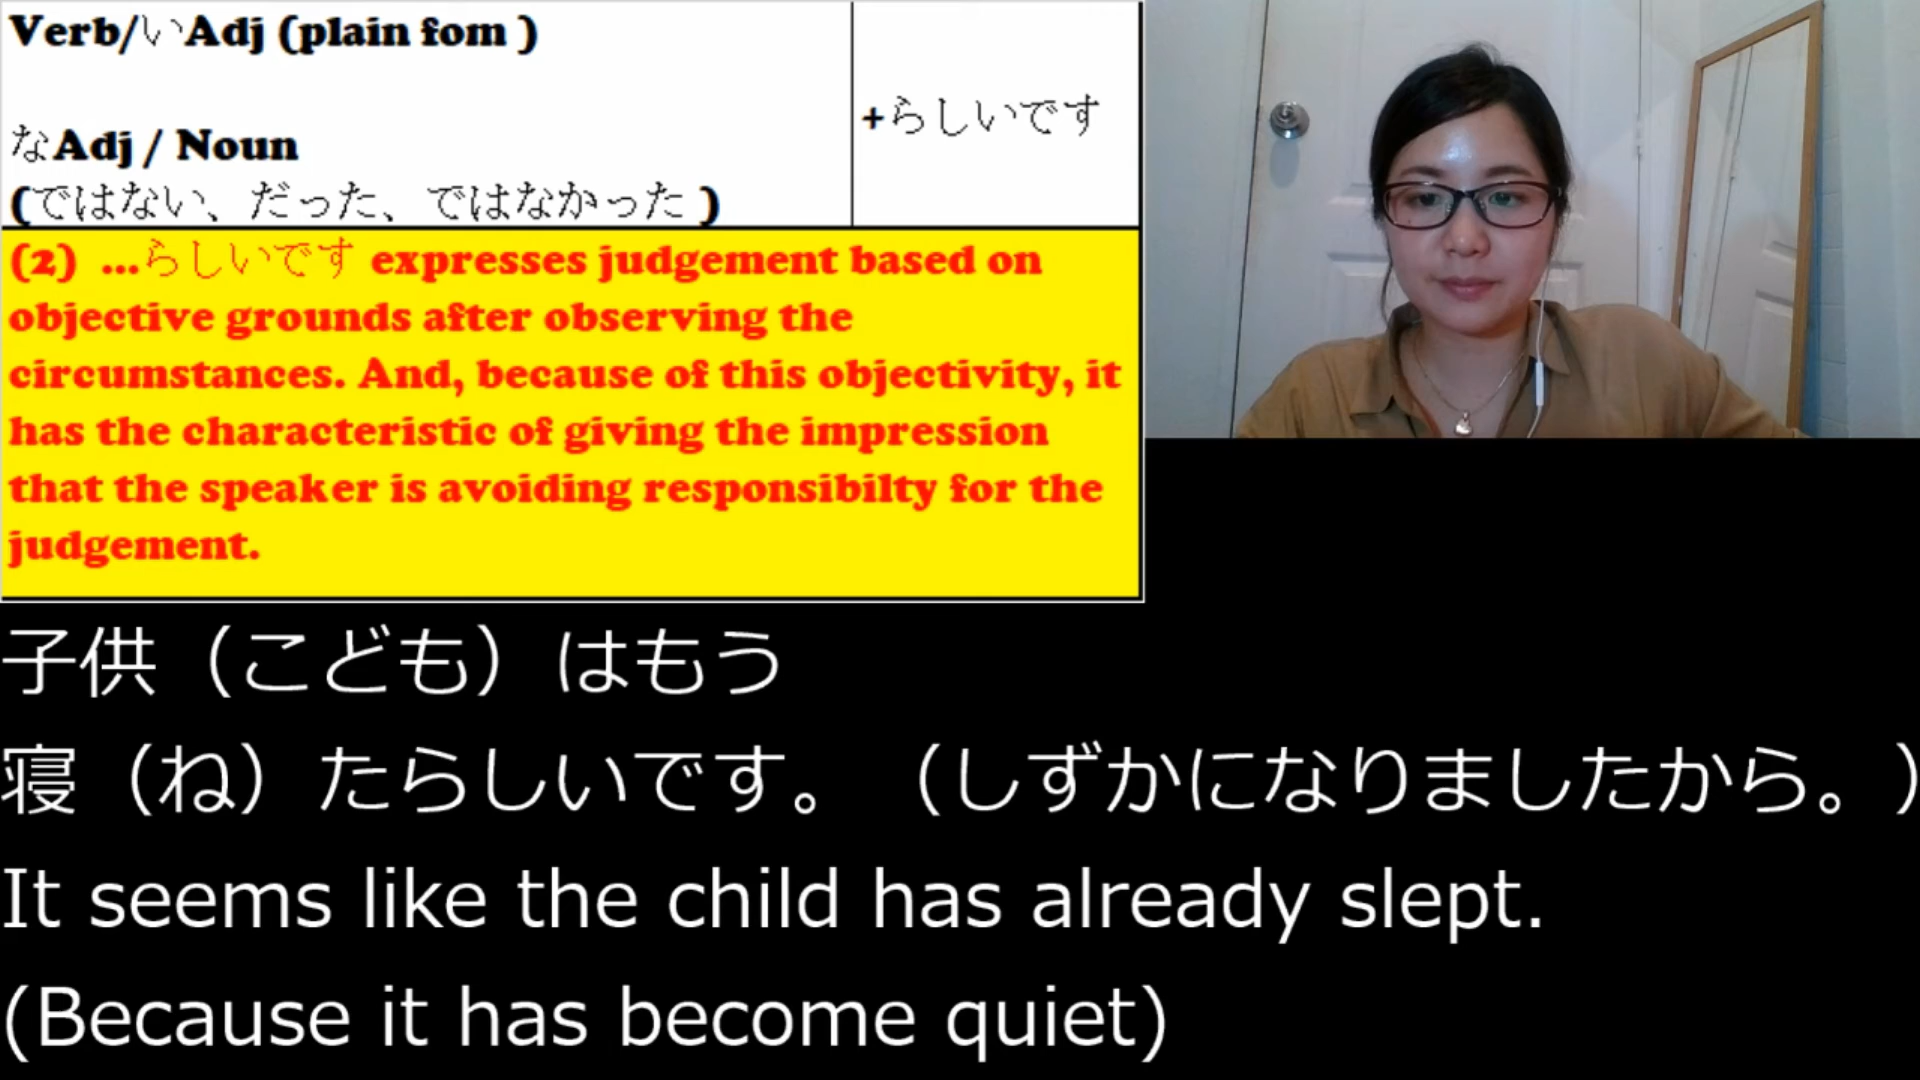 Verb/いAdj (plain fom )
なAdj / Noun
(ではない、だった、ではなかった )
+らしいです
(2) ...らしいです expresses judgement based on
objective grounds after observing the
circumstances. And, because of this objectivity, it
has the characteristic of giving the impression
that the speaker is avoiding responsibilty for the
judgement.
子供（こども）はもう
寝（ね）たらしいです。（しずかになりましたから。）
It seems like the child has already slept.
(Because it has become quiet)